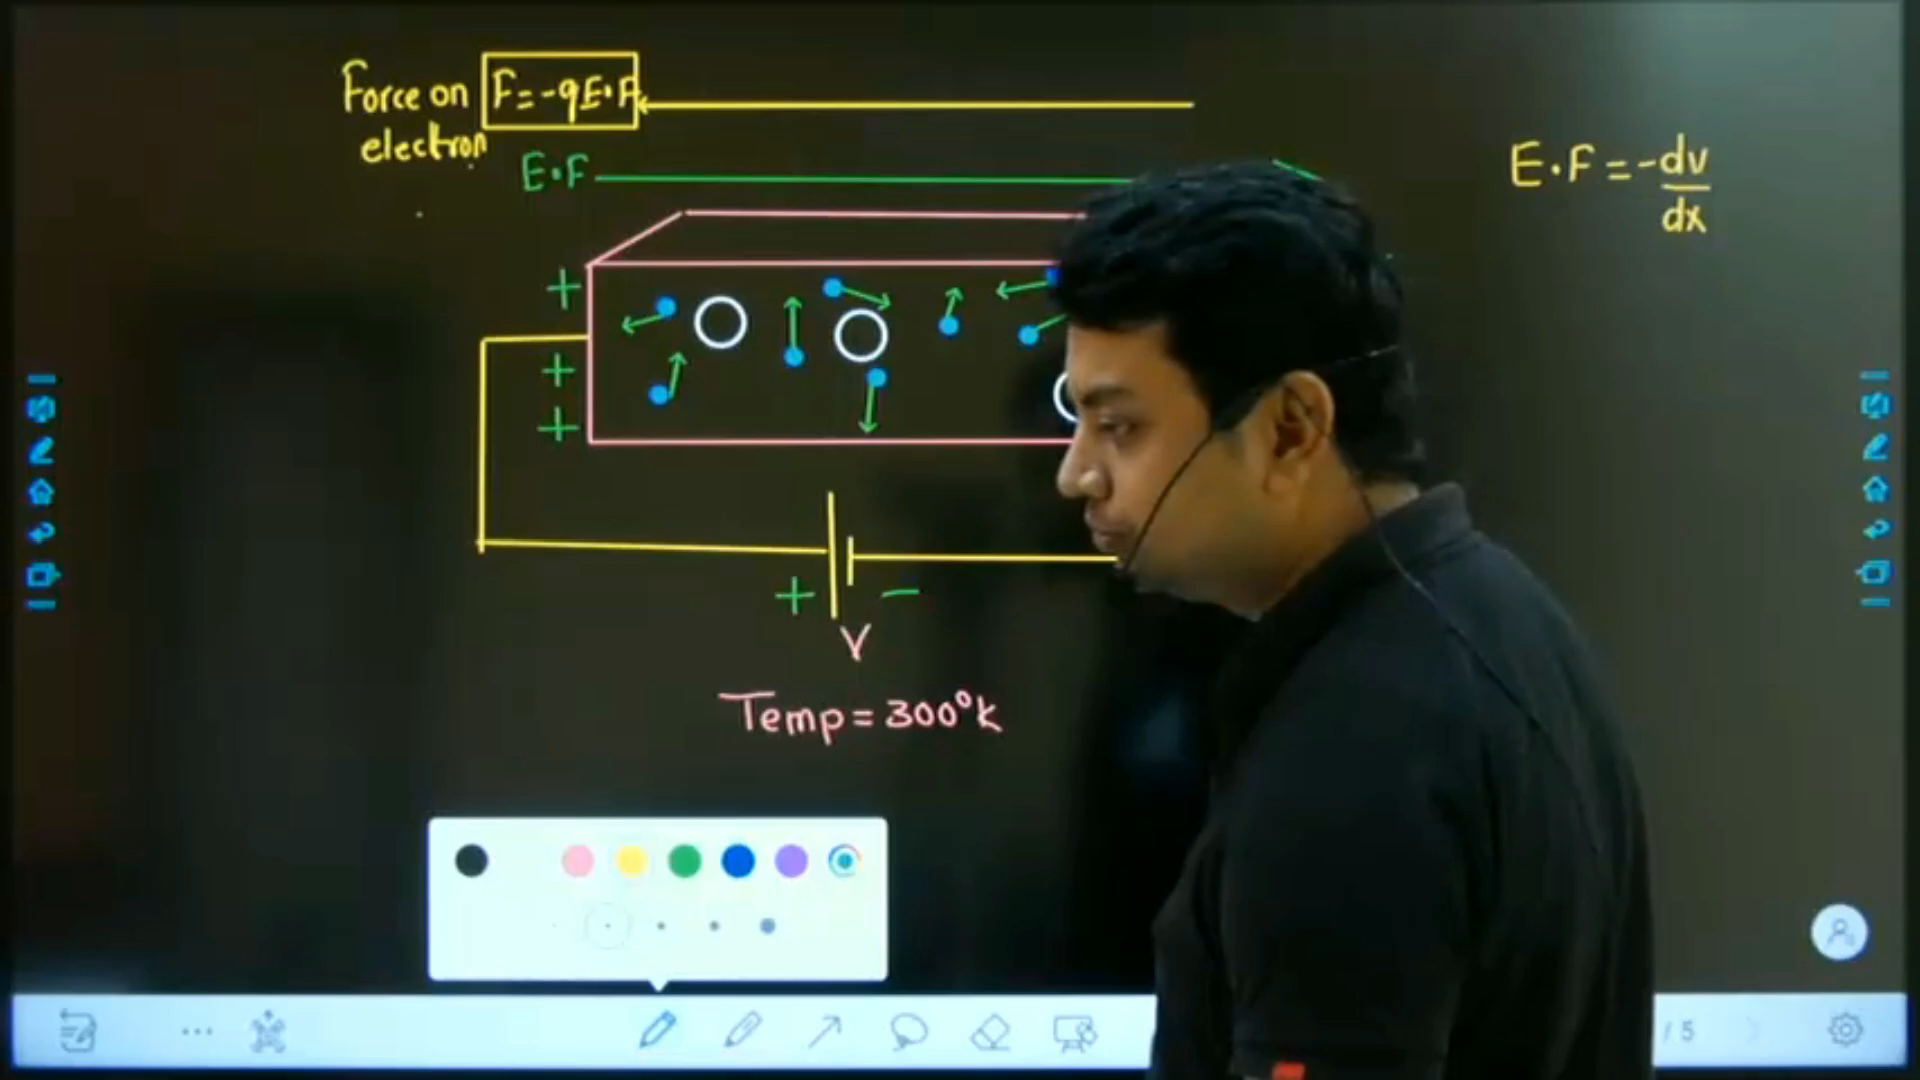 Force on F=-qE.F
electron
E.F
E.F = -dv
dx
+
+
+
+ -
V
Temp = 300°k
/ 5